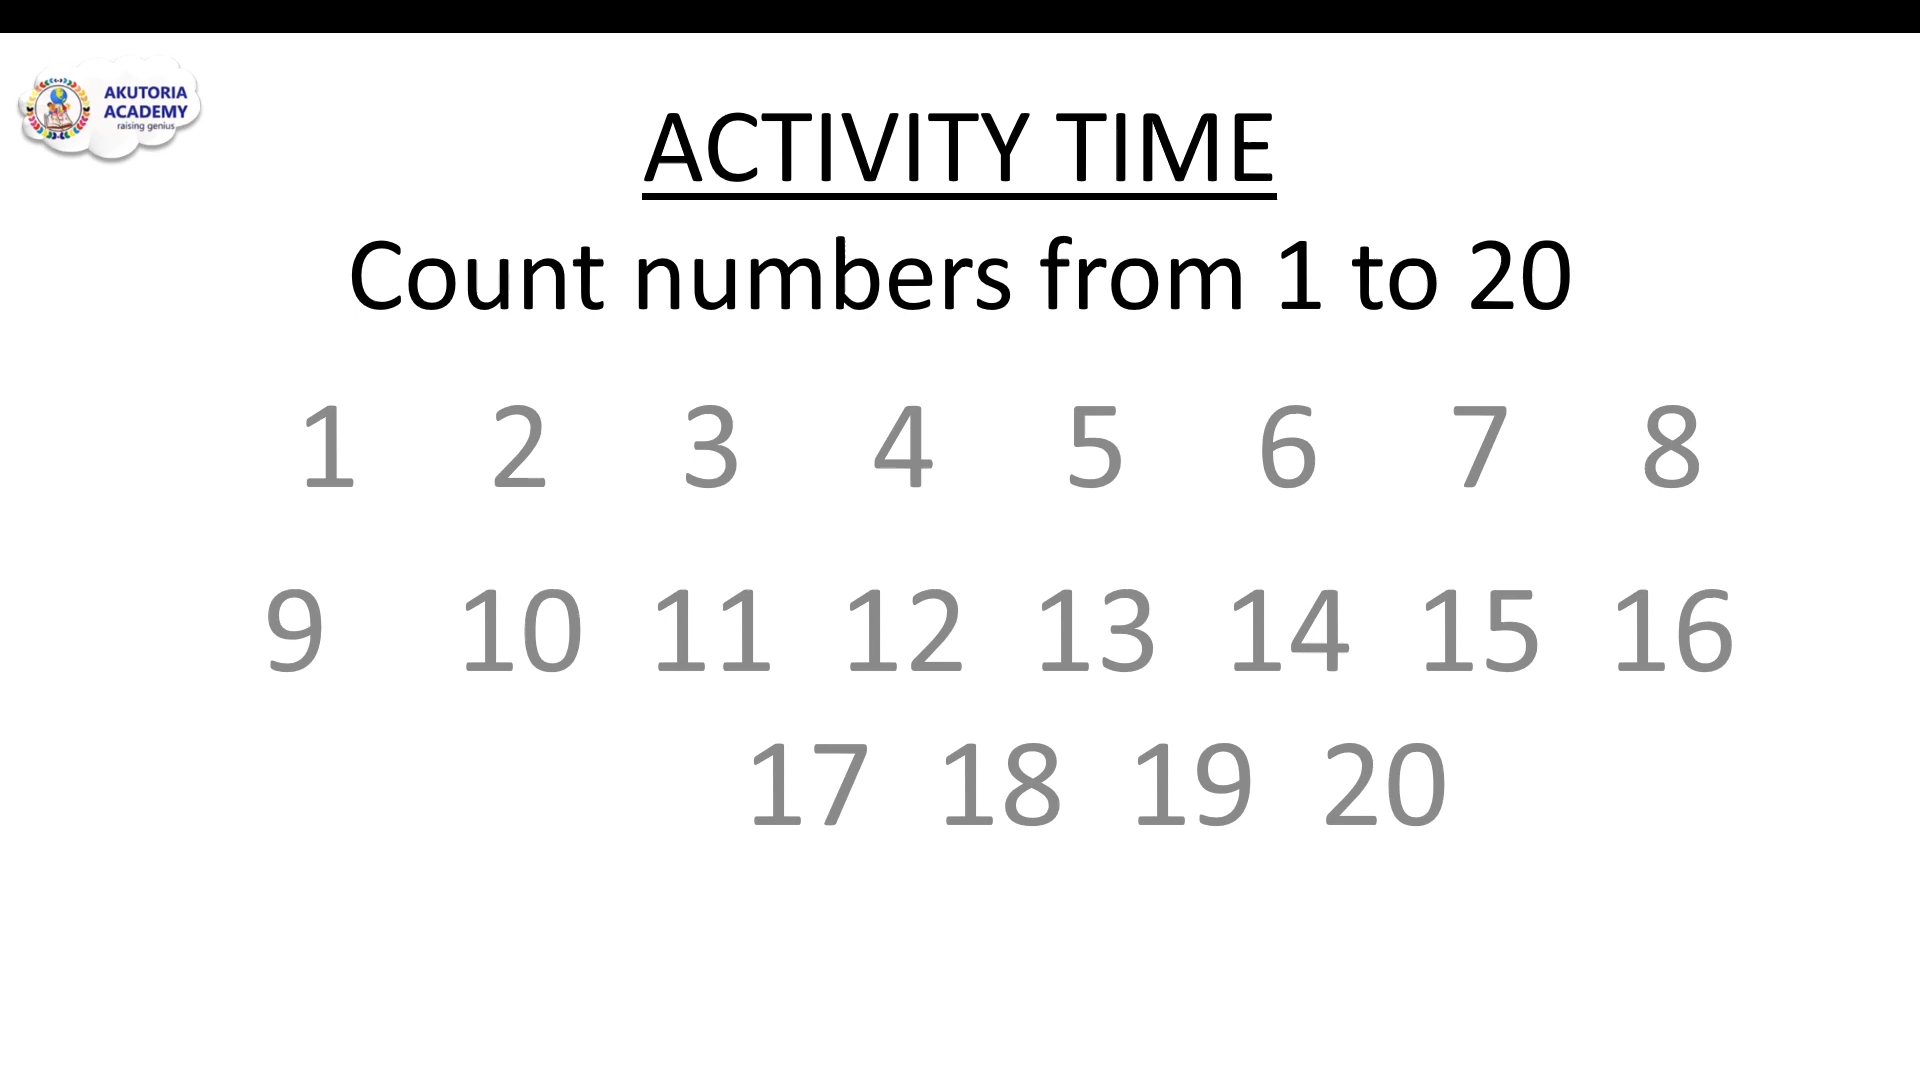 AKUTORIA
ACADEMY
raising genius
ACTIVITY TIME
Count numbers from 1 to 20
1 2 3 4 5 6 7 8
9 10 11 12 13 14 15 16
17 18 19 20